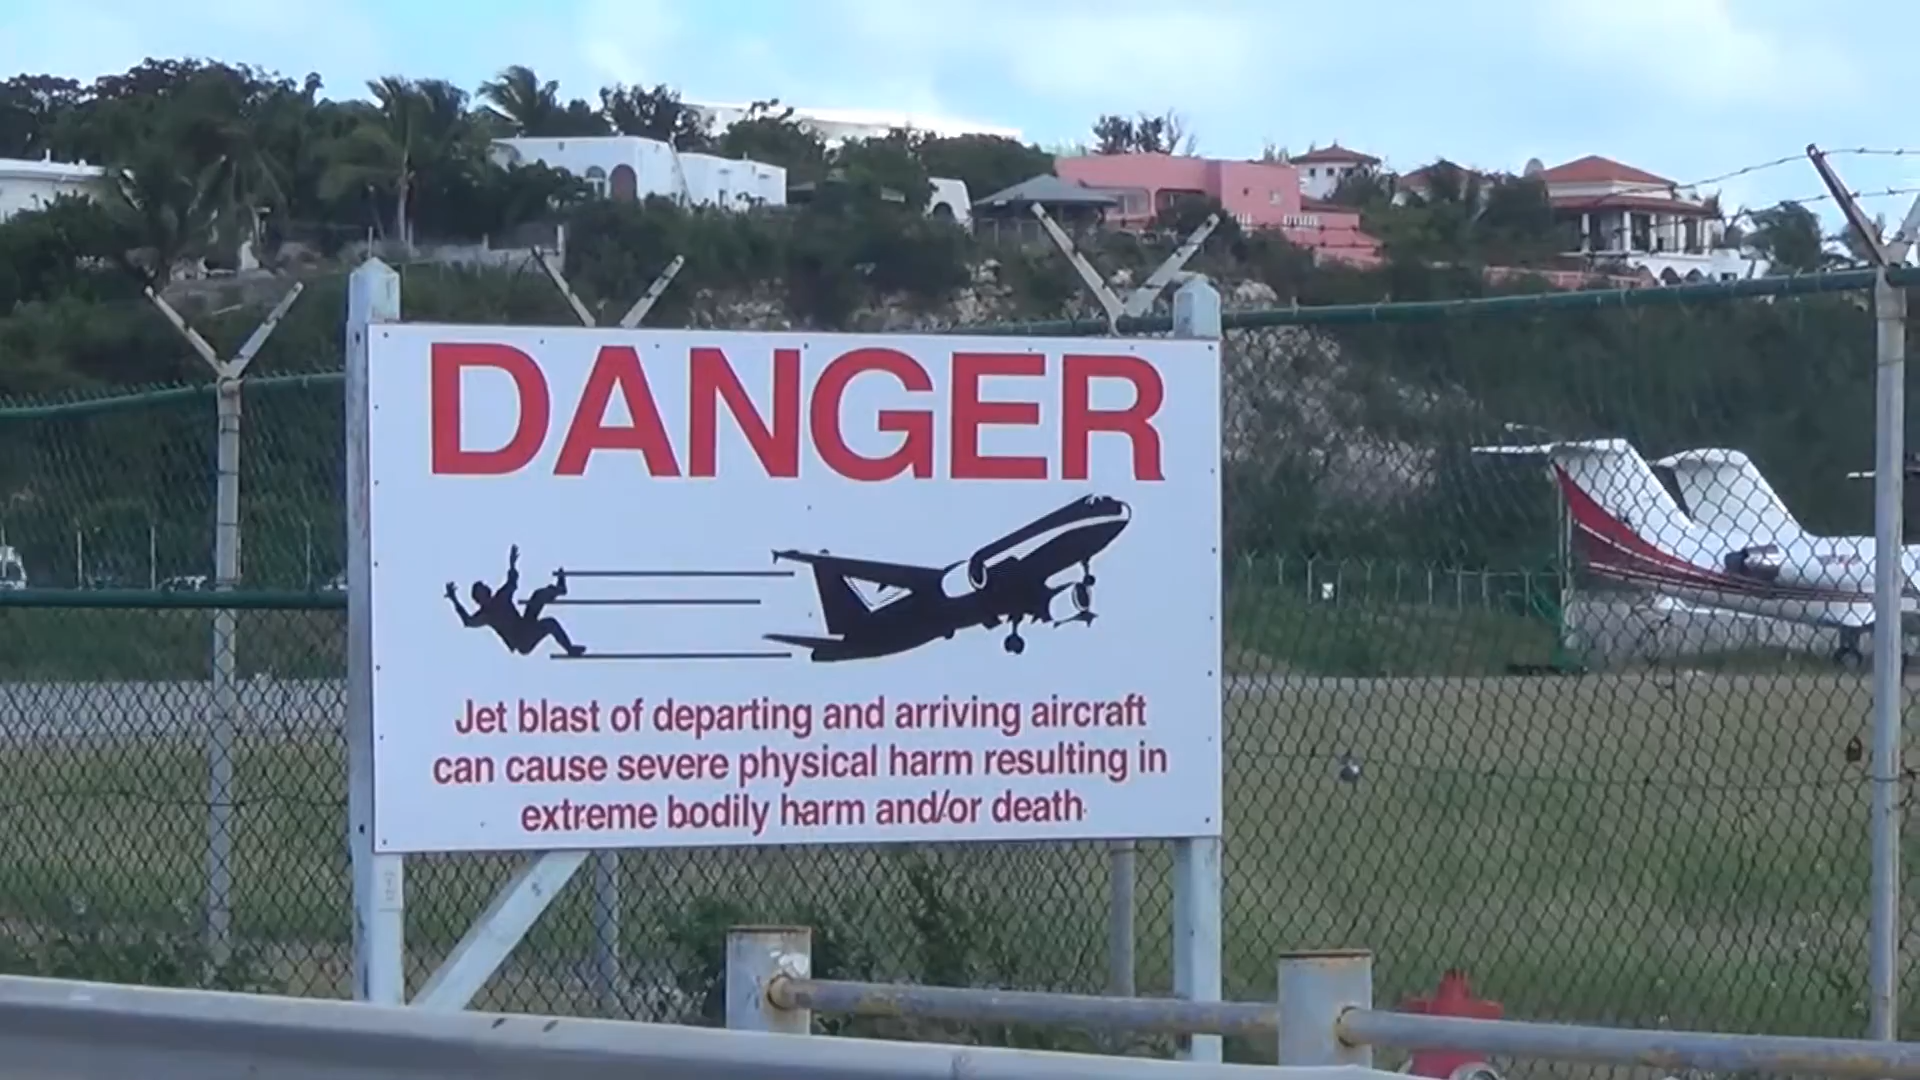 DANGER
Jet blast of departing and arriving aircraft
can cause severe physical harm resulting in
extreme bodily harm and/or death